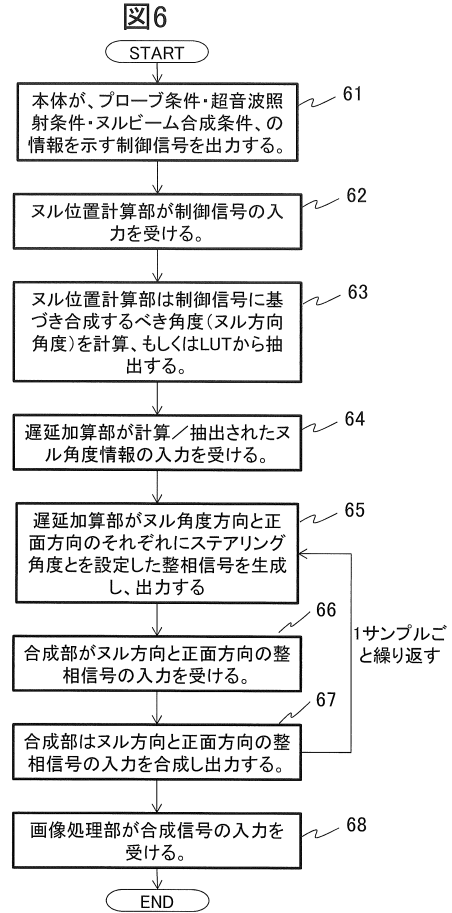 図6
START
本体が、プローブ条件・超音波照
射条件・ヌルビーム合成条件、の
情報を示す制御信号を出力する。
61
ヌル位置計算部が制御信号の入
力を受ける。
62
ヌル位置計算部は制御信号に基
づき合成するべき角度(ヌル方向
角度)を計算、もしくはLUTから抽
出する。
63
遅延加算部が計算／抽出されたヌ
ル角度情報の入力を受ける。
64
遅延加算部がヌル角度方向と正
面方向のそれぞれにステアリング
角度とを設定した整相信号を生成
し、出力する
65
合成部がヌル方向と正面方向の整
相信号の入力を受ける。
66
合成部はヌル方向と正面方向の整
相信号の入力を合成し出力する。
67
1サンプルご
と繰り返す
画像処理部が合成信号の入力を
受ける。
68
END